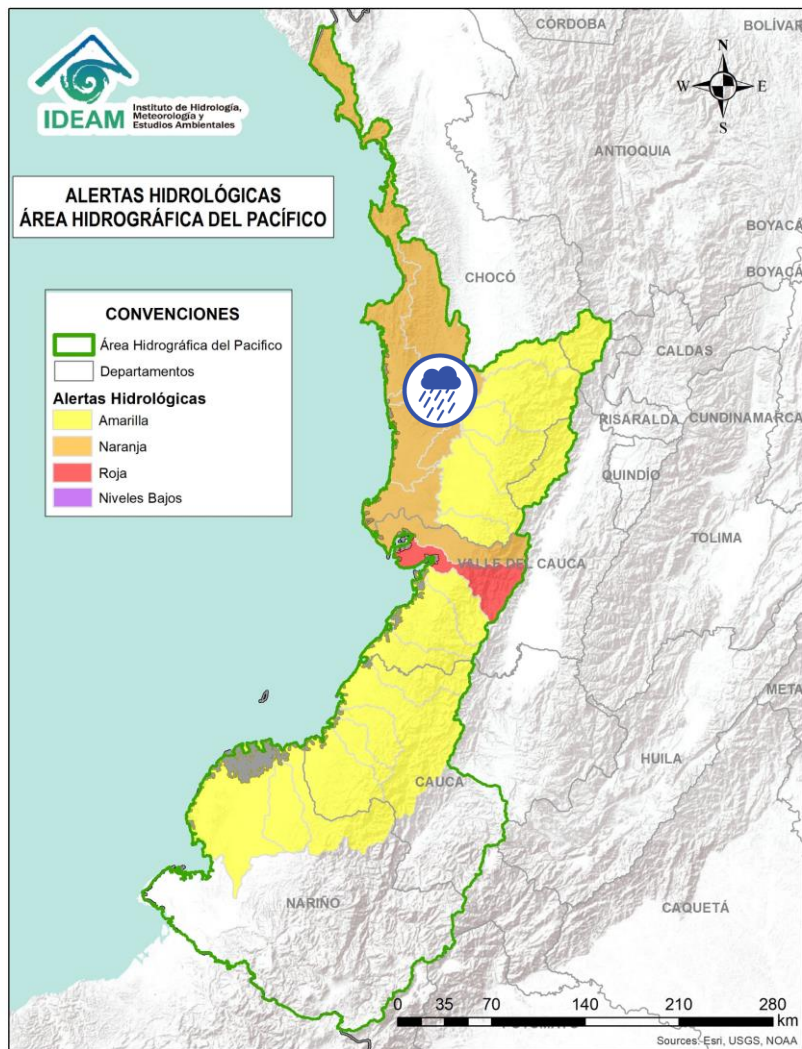 CÓRDOBA
BOLÍVAR
N
W
E
S
IDEAM
Instituto de Hidrología,
Meteorología y
Estudios Ambientales
ANTIOQUIA
ALERTAS HIDROLÓGICAS
ÁREA HIDROGRÁFICA DEL PACÍFICO
BOYACÁ
BOYACÁ
CHOCÓ
CONVENCIONES
Área Hidrográfica del Pacifico
Departamentos
Alertas Hidrológicas
Amarilla
Naranja
Roja
Niveles Bajos
CALDAS
RISARALDA
CUNDINAMARCA
QUINDÍO
TOLIMA
VALLE DEL CAUCA
META
HUILA
CAUCA
NARIÑO
CAQUETÁ
0 35 70 140 210 280
km
Sources: Esri, USGS, NOAA